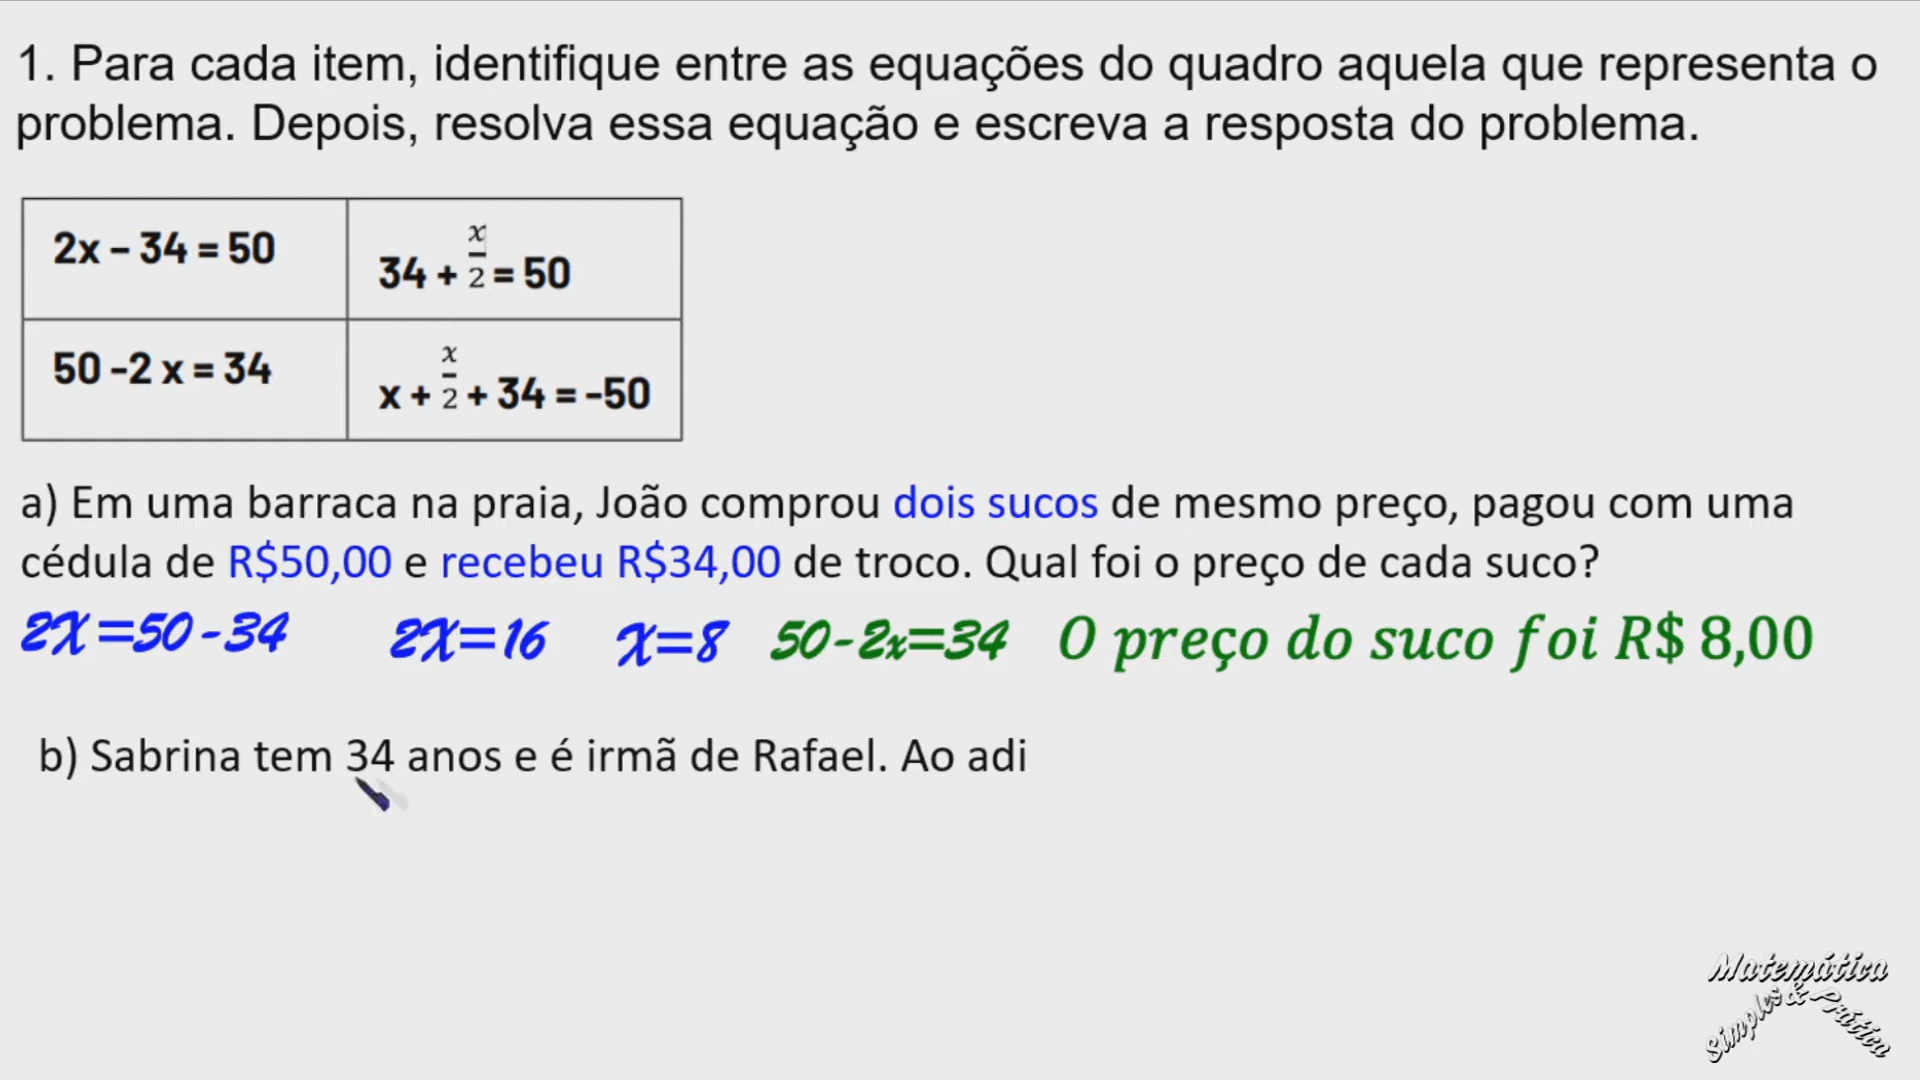 1. Para cada item, identifique entre as equações do quadro aquela que representa o
problema. Depois, resolva essa equação e escreva a resposta do problema.
2x – 34 = 50
34 + x/2 = 50
50 -2 x = 34
x + x/2 + 34 = -50
a) Em uma barraca na praia, João comprou dois sucos de mesmo preço, pagou com uma
cédula de R$50,00 e recebeu R$34,00 de troco. Qual foi o preço de cada suco?
2X=50-34 2X=16 X=8 50-2x=34 O preço do suco foi R$ 8,00
b) Sabrina tem 34 anos e é irmã de Rafael. Ao adi
Matemática
Simples & Prática